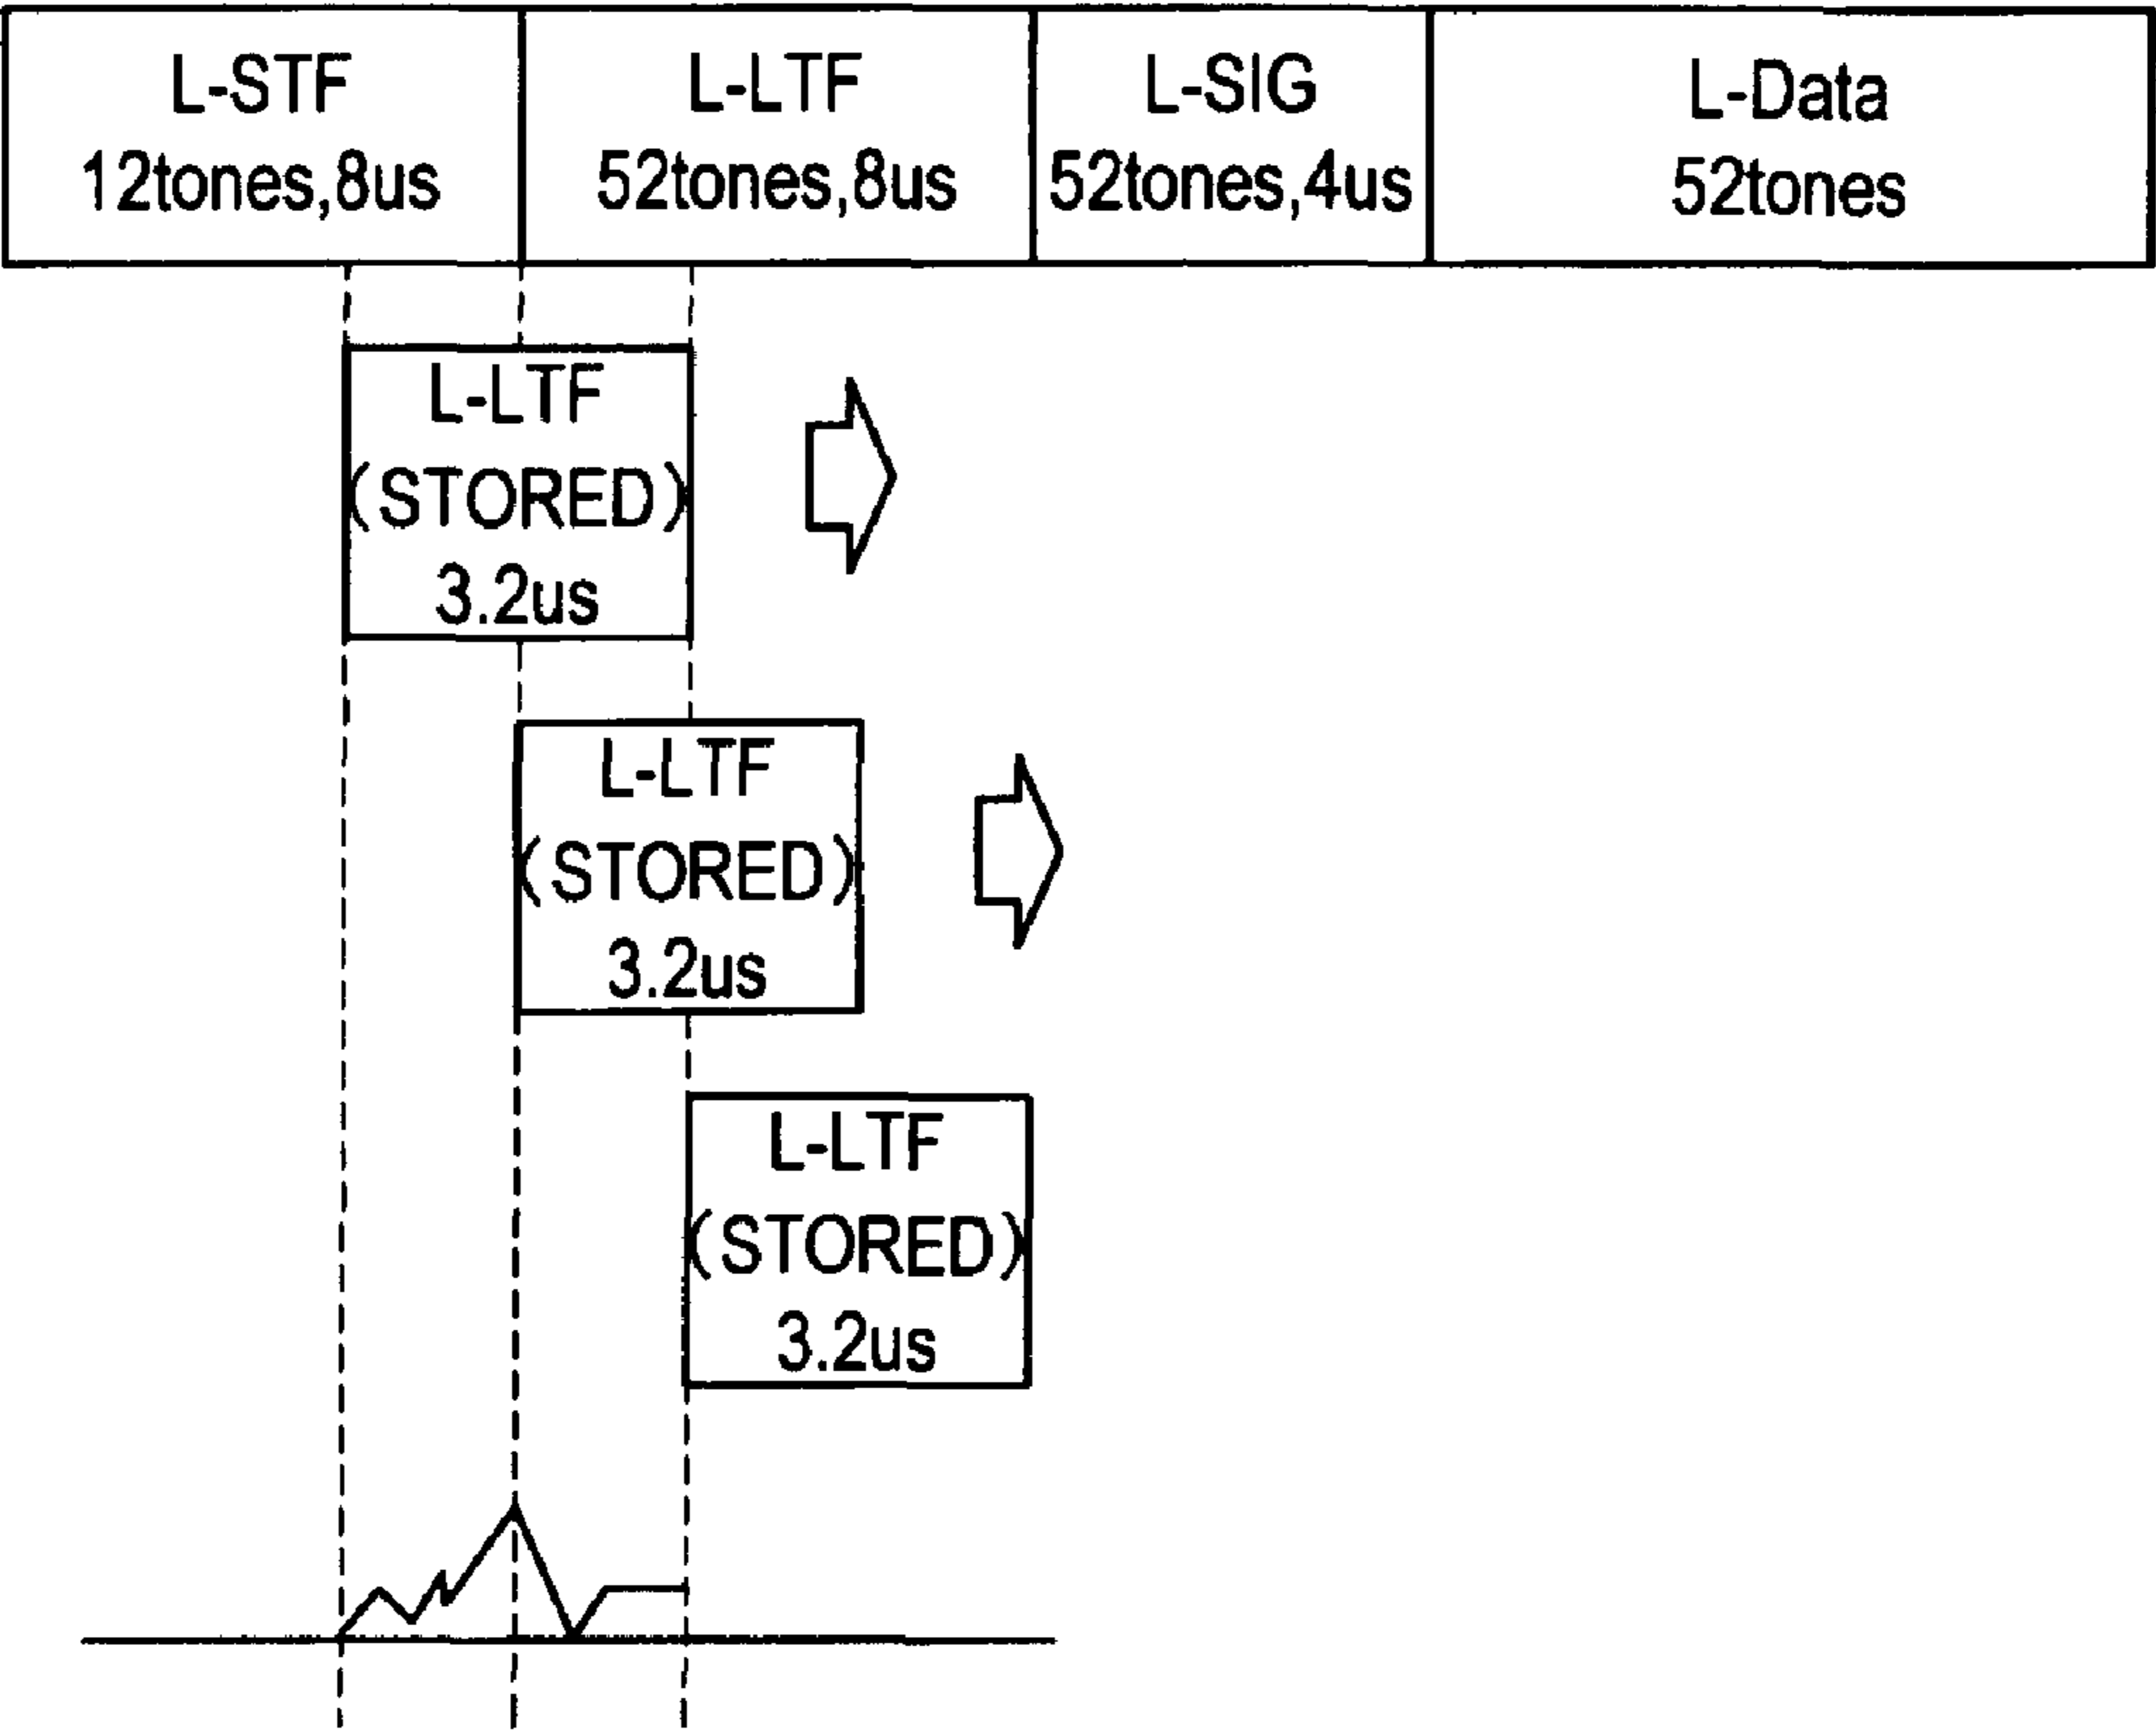 L-STF
12tones,8us
L-LTF
52tones,8us
L-SIG
52tones,4us
L-Data
52tones
L-LTF
(STORED)
3.2us
L-LTF
(STORED)
3.2us
L-LTF
(STORED)
3.2us